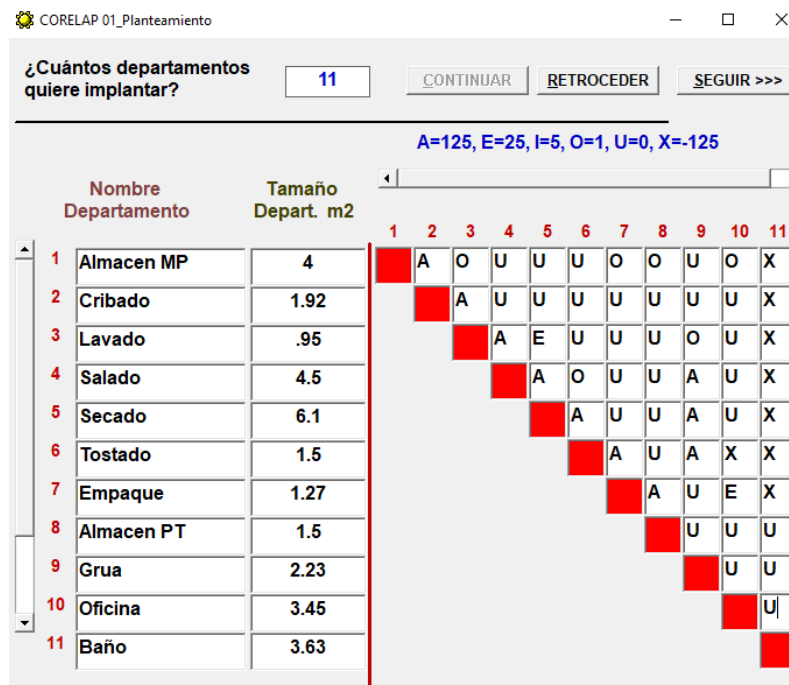 CORELAP 01_Planteamiento
¿Cuántos departamentos quiere implantar?
11
CONTINUAR
RETROCEDER
SEGUIR >>>
A=125, E=25, I=5, O=1, U=0, X=-125
Nombre Departamento
Tamaño Depart. m2
1 2 3 4 5 6 7 8 9 10 11
1 Almacen MP 4 A O U U U O O U O X
2 Cribado 1.92 A U U U U U U U X
3 Lavado .95 A E U U U O U X
4 Salado 4.5 A O U U A U X
5 Secado 6.1 A U U A U X
6 Tostado 1.5 A U A X X
7 Empaque 1.27 A U E X
8 Almacen PT 1.5 U U U
9 Grua 2.23 U U
10 Oficina 3.45 U
11 Baño 3.63